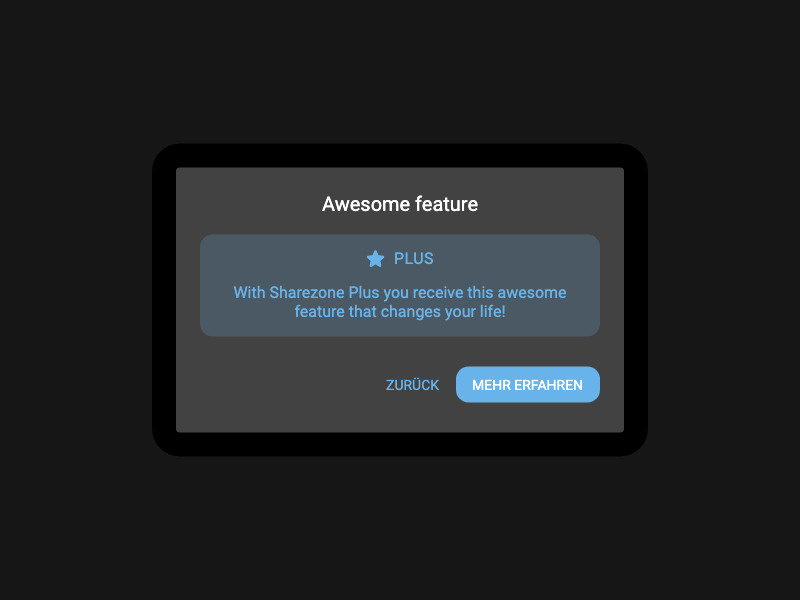 Awesome feature
PLUS
With Sharezone Plus you receive this awesome
feature that changes your life!
ZURÜCK
MEHR ERFAHREN